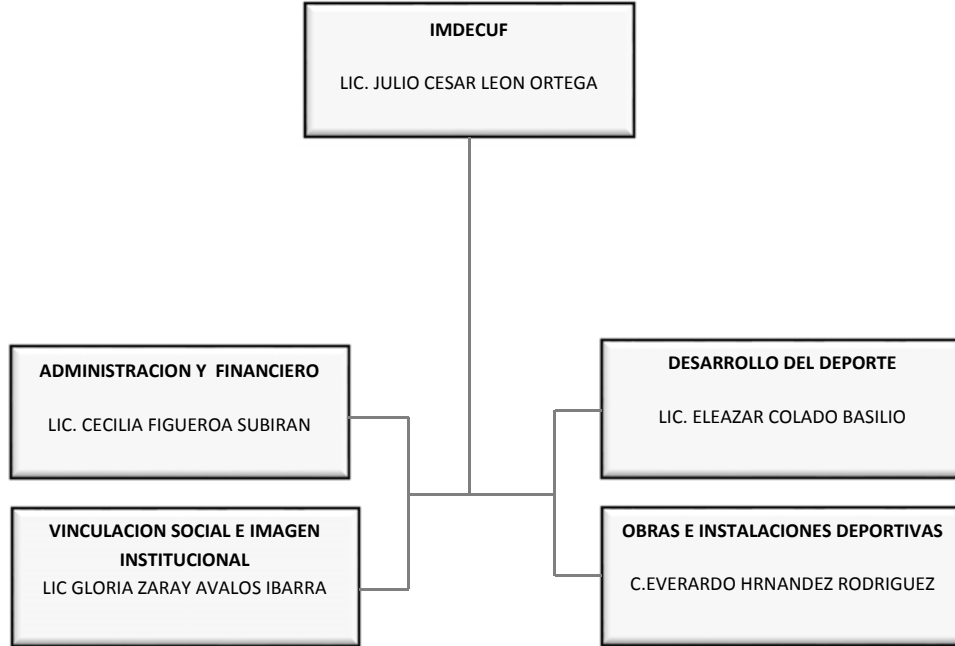 IMDECUF
LIC. JULIO CESAR LEON ORTEGA
ADMINISTRACION Y FINANCIERO
LIC. CECILIA FIGUEROA SUBIRAN
DESARROLLO DEL DEPORTE
LIC. ELEAZAR COLADO BASILIO
VINCULACION SOCIAL E IMAGEN
INSTITUCIONAL
LIC GLORIA ZARAY AVALOS IBARRA
OBRAS E INSTALACIONES DEPORTIVAS
C.EVERARDO HRNANDEZ RODRIGUEZ